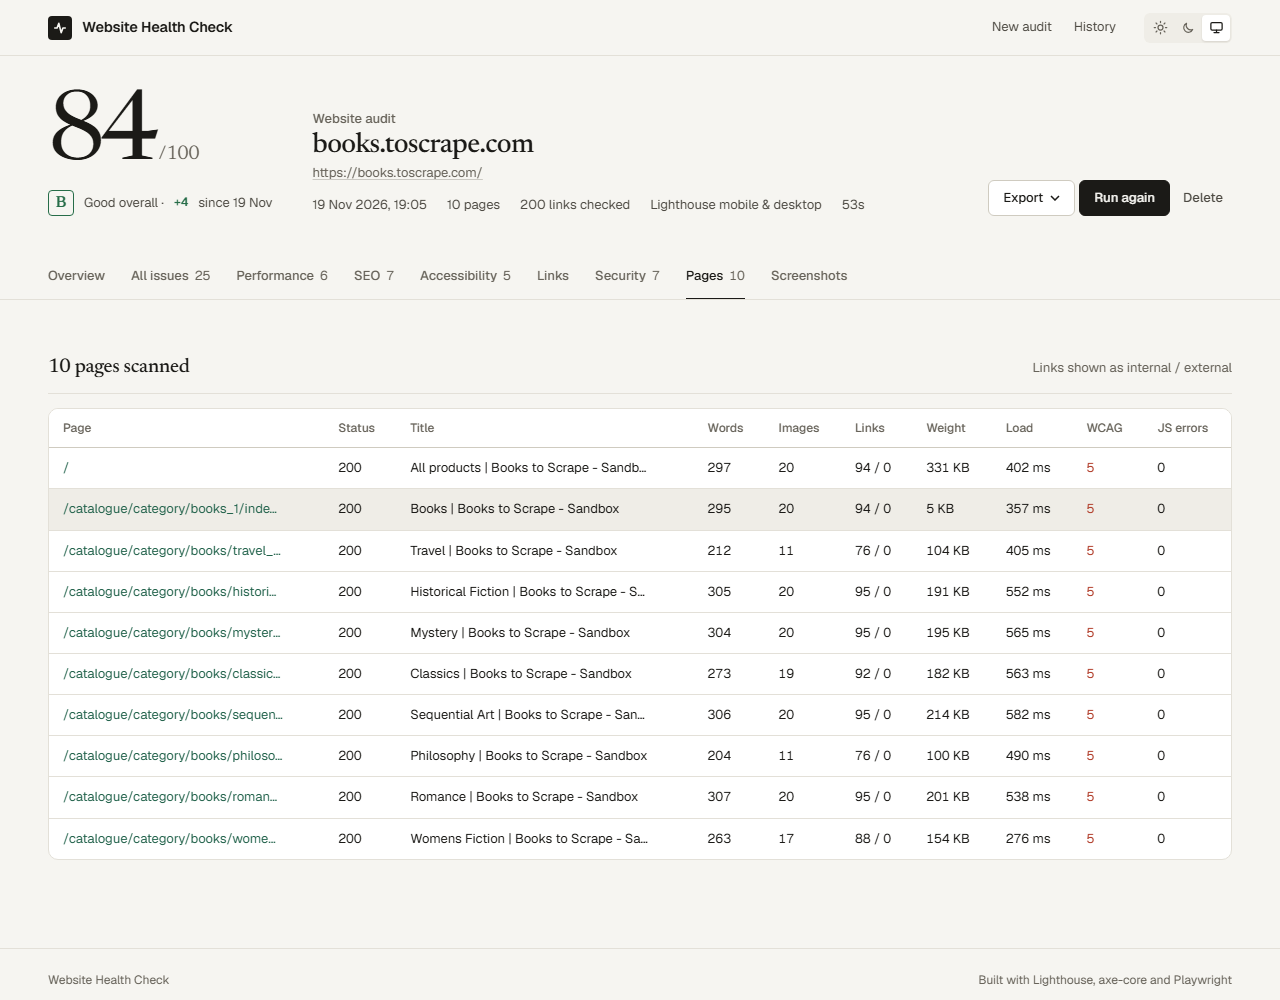 Website Health Check
New audit History
84 /100
Website audit
books.toscrape.com
https://books.toscrape.com/
B Good overall · +4 since 19 Nov
19 Nov 2026, 19:05 10 pages 200 links checked Lighthouse mobile & desktop 53s
Export Run again Delete
Overview All issues 25 Performance 6 SEO 7 Accessibility 5 Links Security 7 Pages 10 Screenshots
10 pages scanned
Links shown as internal / external
Page Status Title Words Images Links Weight Load WCAG JS errors
/ 200 All products | Books to Scrape - Sandb... 297 20 94 / 0 331 KB 402 ms 5 0
/catalogue/category/books_1/inde... 200 Books | Books to Scrape - Sandbox 295 20 94 / 0 5 KB 357 ms 5 0
/catalogue/category/books/travel_... 200 Travel | Books to Scrape - Sandbox 212 11 76 / 0 104 KB 405 ms 5 0
/catalogue/category/books/histori... 200 Historical Fiction | Books to Scrape - S... 305 20 95 / 0 191 KB 552 ms 5 0
/catalogue/category/books/myster... 200 Mystery | Books to Scrape - Sandbox 304 20 95 / 0 195 KB 565 ms 5 0
/catalogue/category/books/classic... 200 Classics | Books to Scrape - Sandbox 273 19 92 / 0 182 KB 563 ms 5 0
/catalogue/category/books/sequen... 200 Sequential Art | Books to Scrape - San... 306 20 95 / 0 214 KB 582 ms 5 0
/catalogue/category/books/philoso... 200 Philosophy | Books to Scrape - Sandbox 204 11 76 / 0 100 KB 490 ms 5 0
/catalogue/category/books/roman... 200 Romance | Books to Scrape - Sandbox 307 20 95 / 0 201 KB 538 ms 5 0
/catalogue/category/books/wome... 200 Womens Fiction | Books to Scrape - Sa... 263 17 88 / 0 154 KB 276 ms 5 0
Website Health Check
Built with Lighthouse, axe-core and Playwright